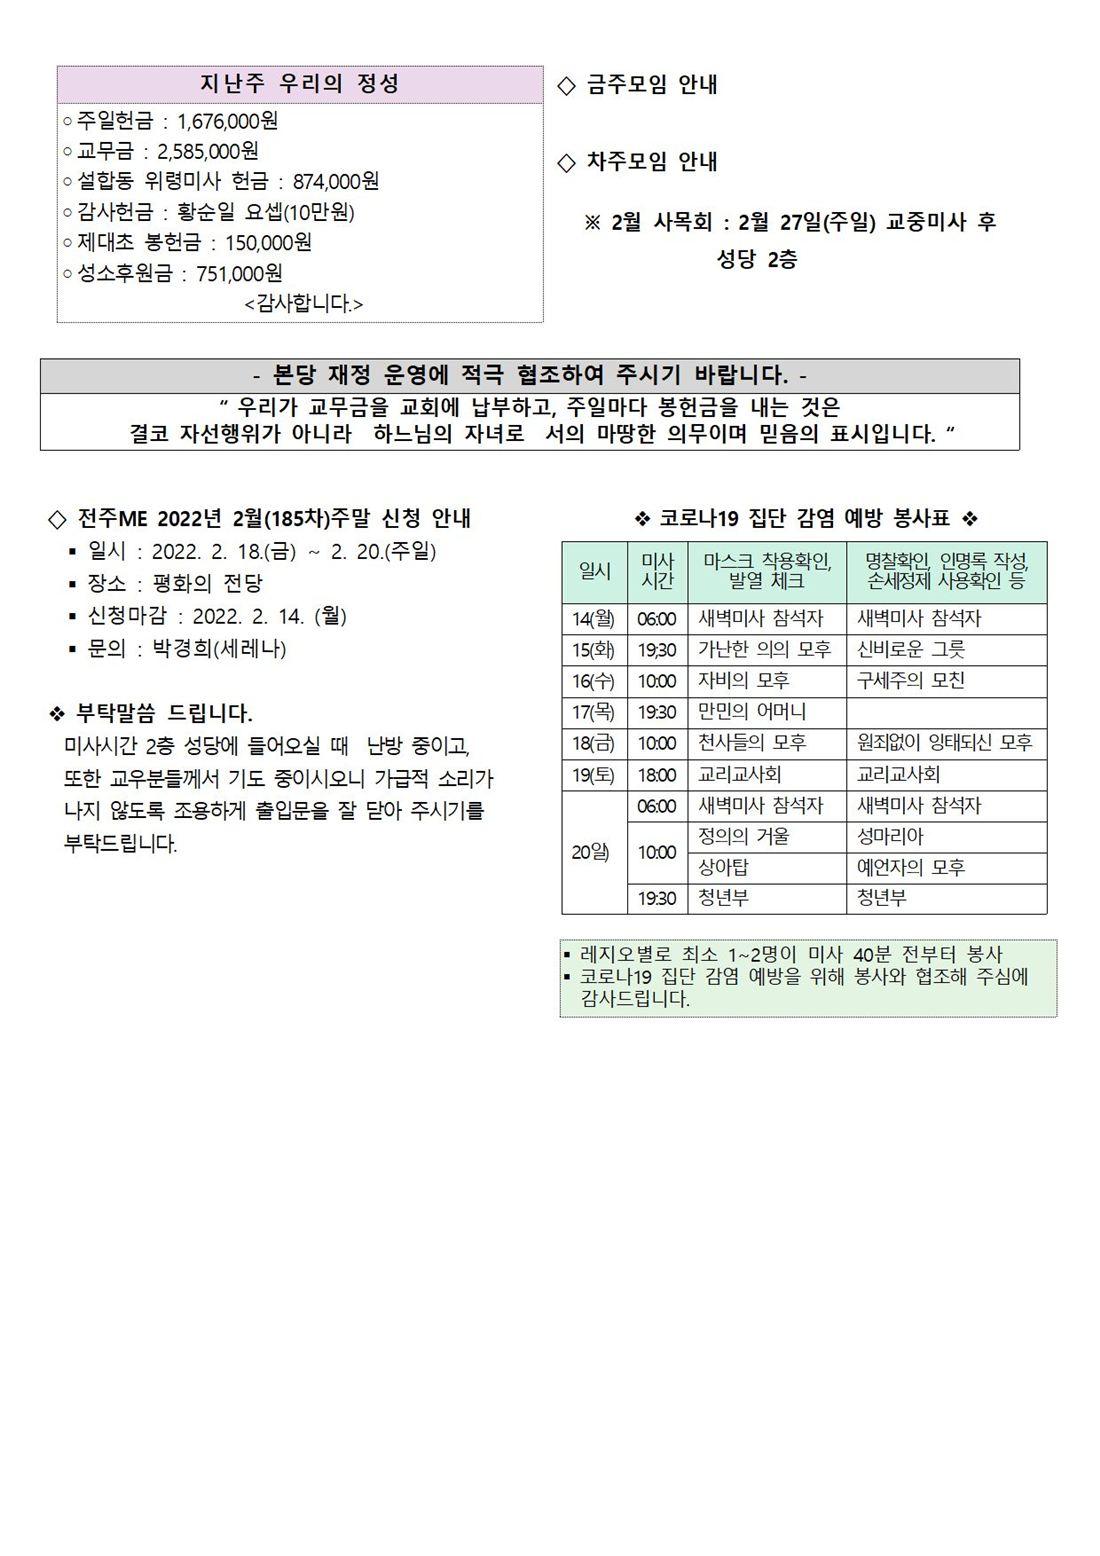 지난주 우리의 정성
○ 주일헌금 : 1,676,000원
○ 교무금 : 2,585,000원
○ 설합동 위령미사 헌금 : 874,000원
○ 감사헌금 : 황순일 요셉(10만원)
○ 제대초 봉헌금 : 150,000원
○ 성소후원금 : 751,000원
<감사합니다.>
◇ 금주모임 안내
◇ 차주모임 안내
※ 2월 사목회 : 2월 27일(주일) 교중미사 후
성당 2층
- 본당 재정 운영에 적극 협조하여 주시기 바랍니다. -
“ 우리가 교무금을 교회에 납부하고, 주일마다 봉헌금을 내는 것은
결코 자선행위가 아니라 하느님의 자녀로 서의 마땅한 의무이며 믿음의 표시입니다. “
◇ 전주ME 2022년 2월(185차)주말 신청 안내
▪ 일시 : 2022. 2. 18.(금) ~ 2. 20.(주일)
▪ 장소 : 평화의 전당
▪ 신청마감 : 2022. 2. 14. (월)
▪ 문의 : 박경희(세레나)
❖ 부탁말씀 드립니다.
미사시간 2층 성당에 들어오실 때 난방 중이고,
또한 교우분들께서 기도 중이시오니 가급적 소리가
나지 않도록 조용하게 출입문을 잘 닫아 주시기를
부탁드립니다.
❖ 코로나19 집단 감염 예방 봉사표 ❖
일시 미사 시간 마스크 착용확인, 발열 체크 명찰확인, 인명록 작성, 손세정제 사용확인 등
14(월) 06:00 새벽미사 참석자 새벽미사 참석자
15(화) 19;30 가난한 의의 모후 신비로운 그릇
16(수) 10:00 자비의 모후 구세주의 모친
17(목) 19:30 만민의 어머니
18(금) 10:00 천사들의 모후 원죄없이 잉태되신 모후
19(토) 18:00 교리교사회 교리교사회
20일) 06:00 새벽미사 참석자 새벽미사 참석자
10:00 정의의 거울 성마리아
상아탑 예언자의 모후
19:30 청년부 청년부
▪ 레지오별로 최소 1~2명이 미사 40분 전부터 봉사
▪ 코로나19 집단 감염 예방을 위해 봉사와 협조해 주심에
감사드립니다.